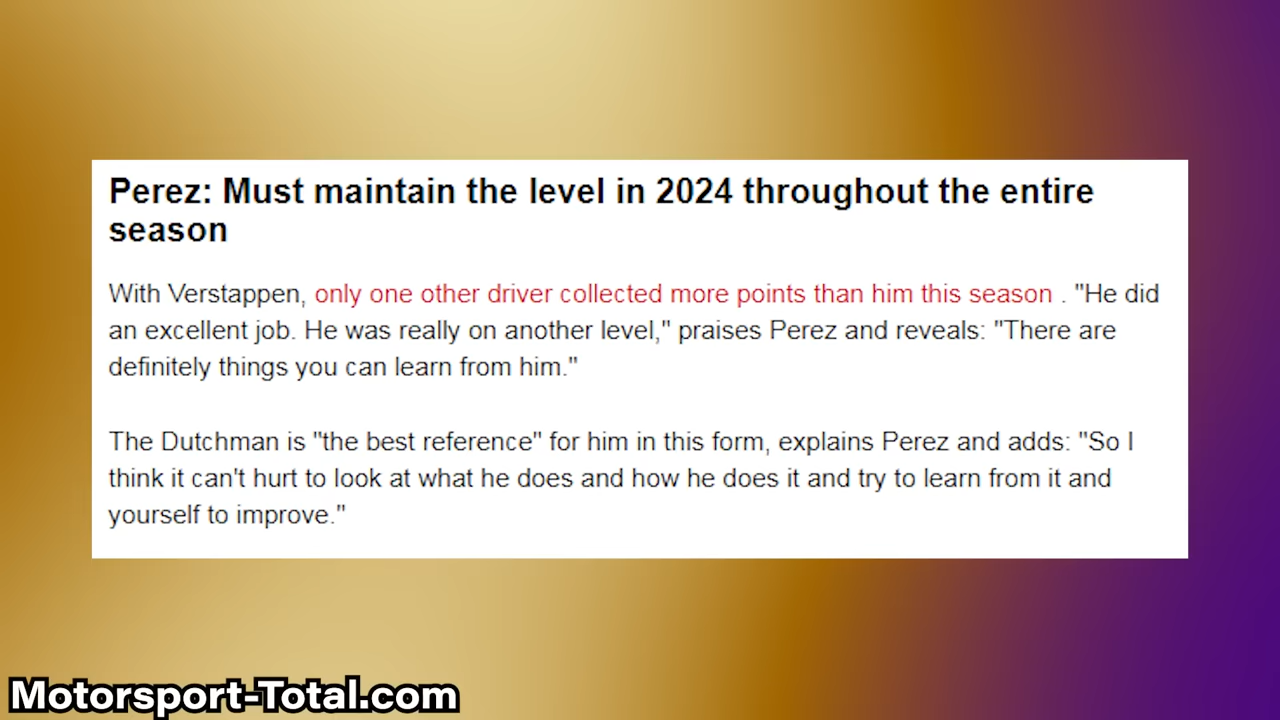 Perez: Must maintain the level in 2024 throughout the entire
season
With Verstappen, only one other driver collected more points than him this season . "He did
an excellent job. He was really on another level," praises Perez and reveals: "There are
definitely things you can learn from him."
The Dutchman is "the best reference" for him in this form, explains Perez and adds: "So I
think it can't hurt to look at what he does and how he does it and try to learn from it and
yourself to improve."
Motorsport-Total.com